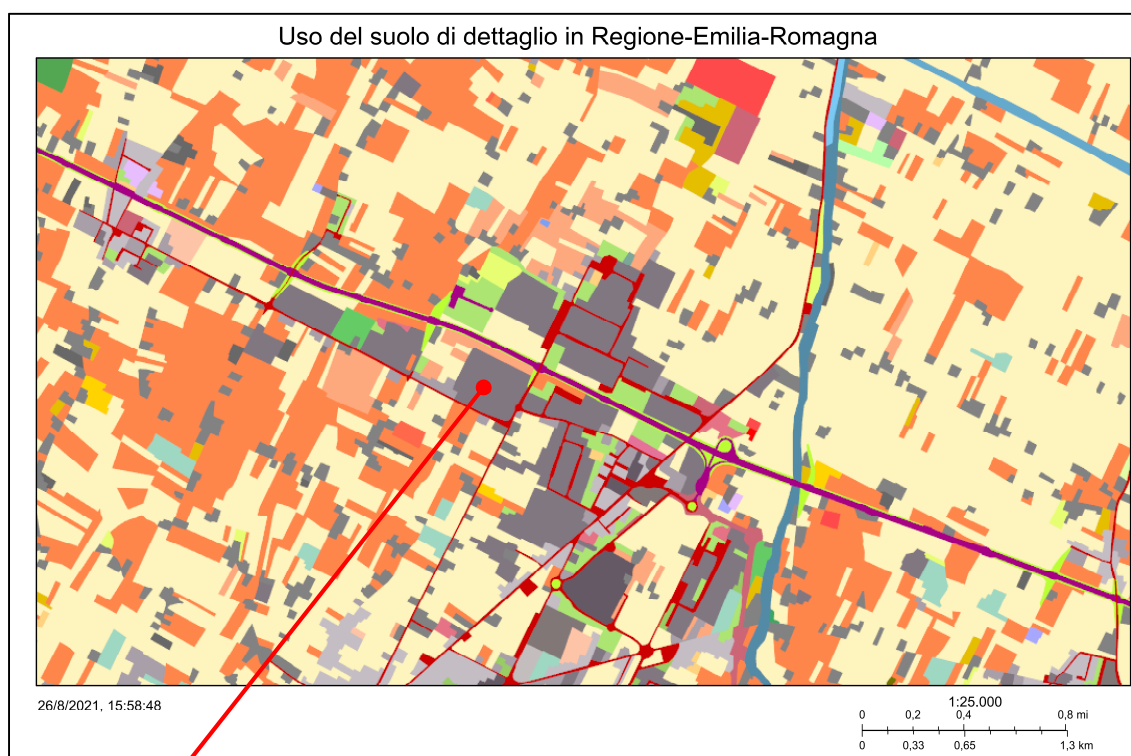 Uso del suolo di dettaglio in Regione-Emilia-Romagna
26/8/2021, 15:58:48
1:25.000
0 0,2 0,4 0,8 mi
0 0,33 0,65 1,3 km